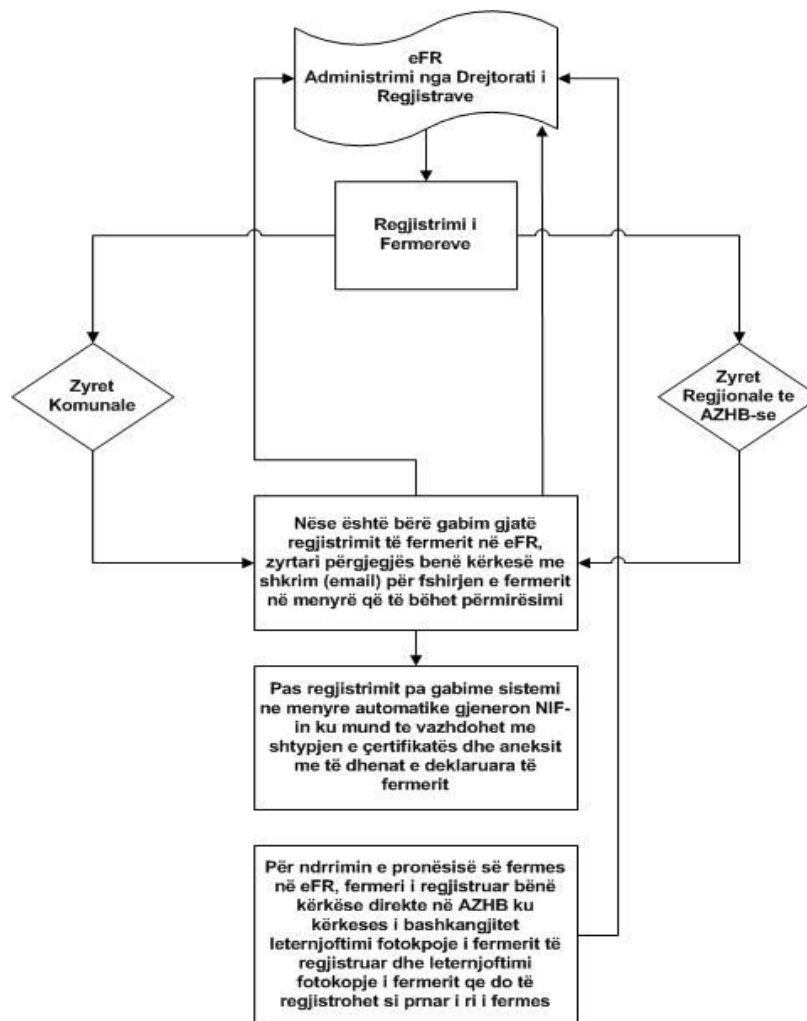 eFR
Administrimi nga Drejtorati i
Regjistrave
Regjistrimi i
Fermereve
Zyret
Komunale
Zyret
Regjionale te
AZHB-se
Nëse është bërë gabim gjatë
regjistrimit të fermerit në eFR,
zyrtari përgjegjës benë kërkesë me
shkrim (email) për fshirjen e fermerit
në menyrë që të bëhet përmirësimi
Pas regjistrimit pa gabime sistemi
ne menyre automatike gjeneron NIF-
in ku mund te vazhdohet me
shtypjen e çertifikatës dhe aneksit
me të dhenat e deklaruara të
fermerit
Për ndrrimin e pronësisë së fermes
në eFR, fermeri i regjistruar bënë
kërkëse direkte në AZHB ku
kërkeses i bashkangjitet
leternjoftimi fotokpoje i fermerit të
regjistruar dhe leternjoftimi
fotokopje i fermerit qe do të
regjistrohet si prnar i ri i fermes